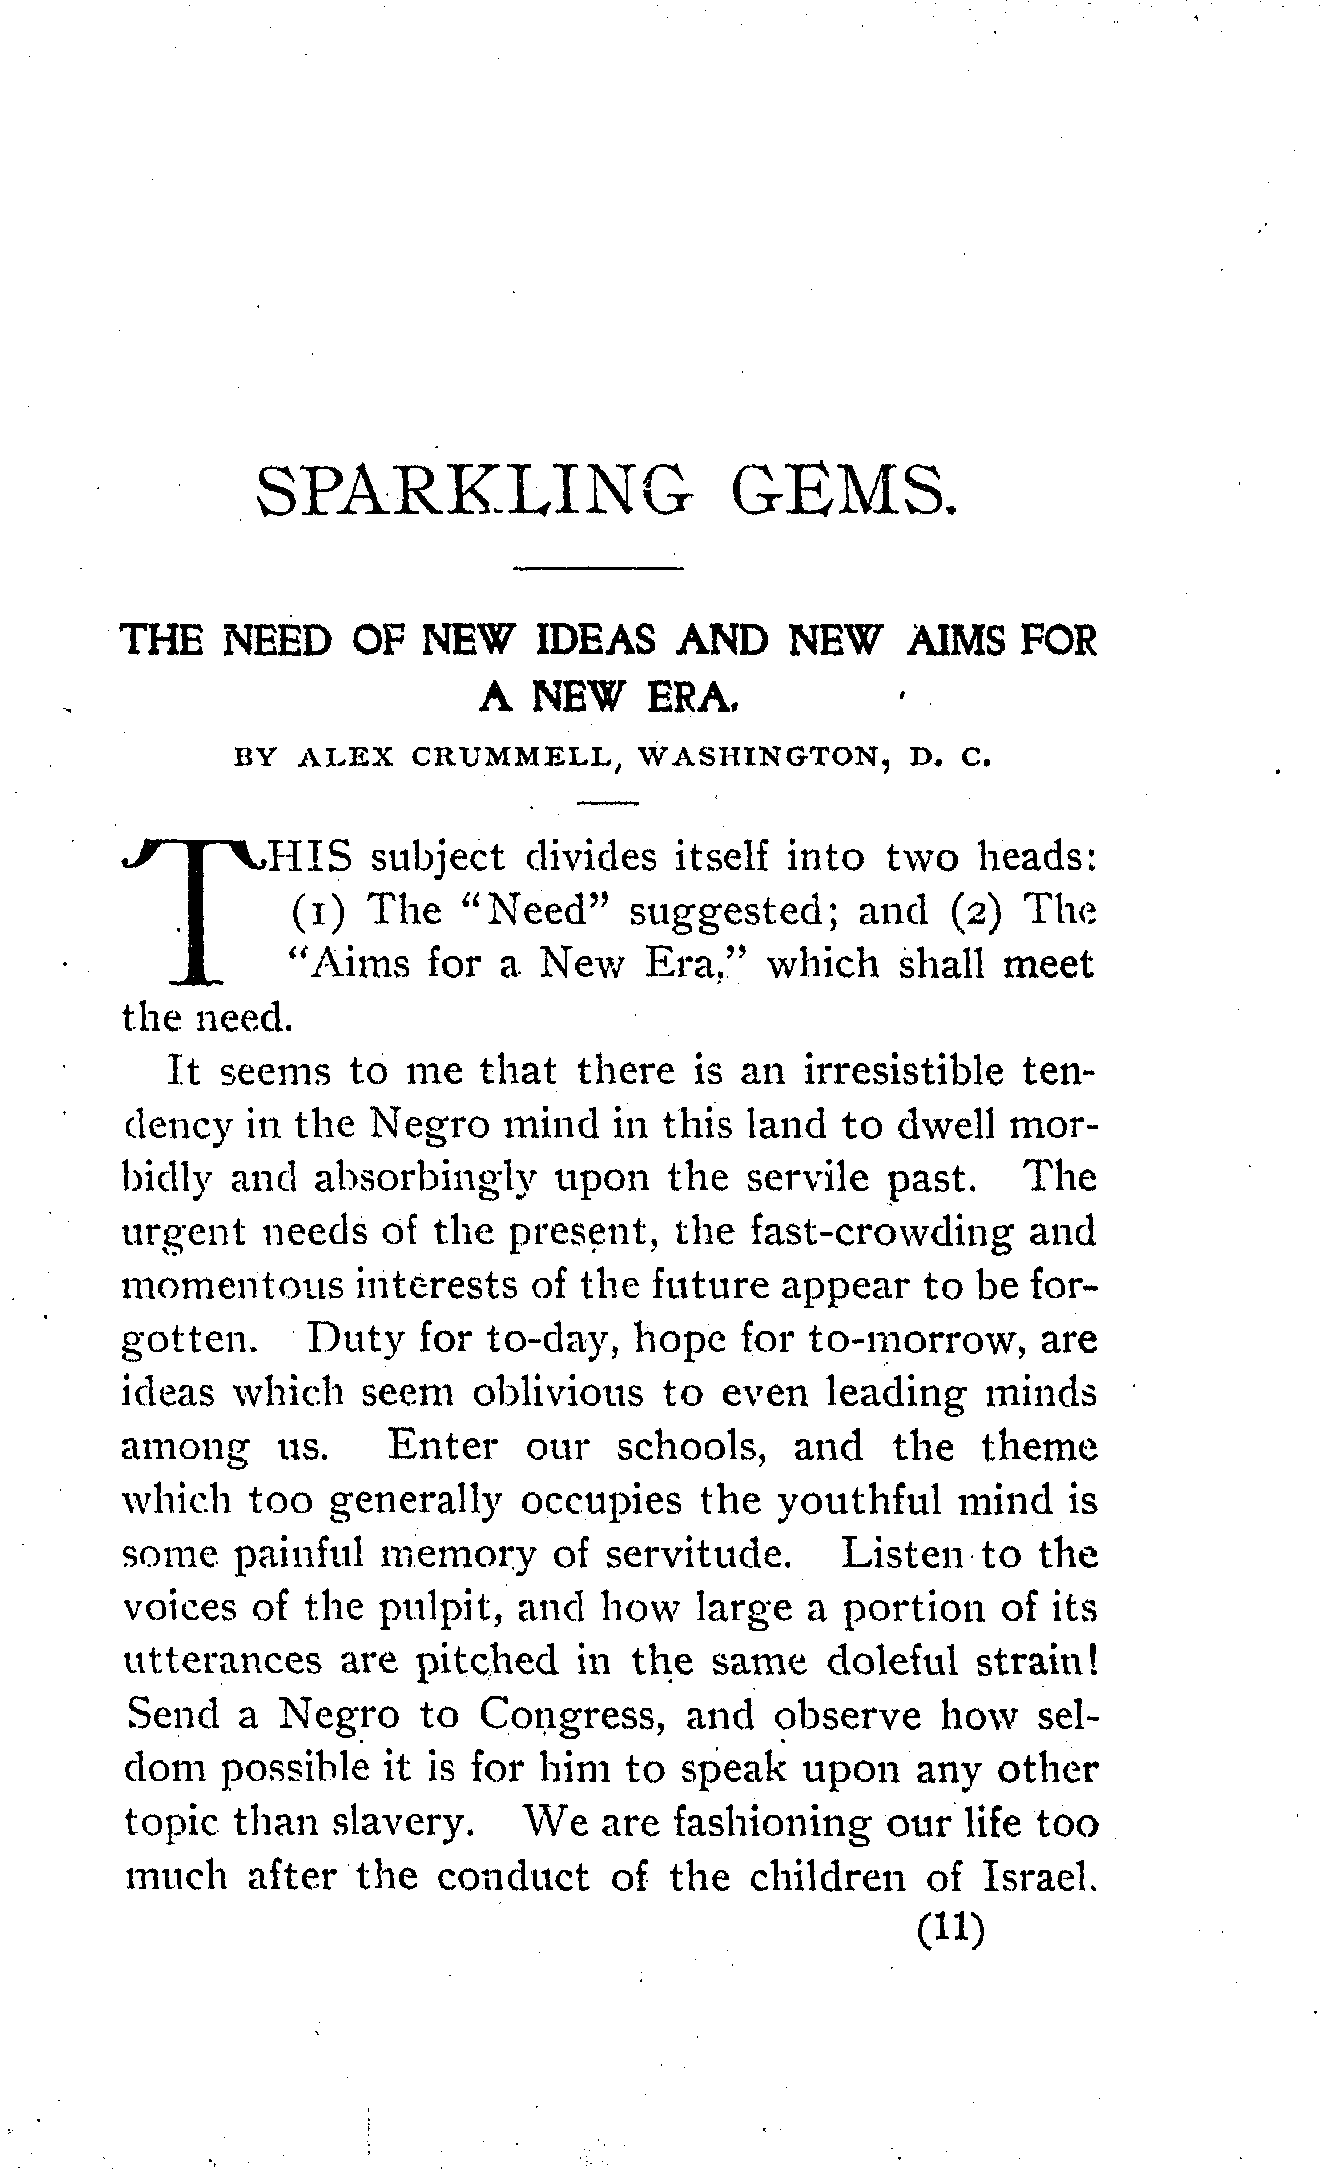 SPARKLING GEMS.
THE NEED OF NEW IDEAS AND NEW AIMS FOR
A NEW ERA.
BY ALEX CRUMMELL, WASHINGTON, D. C.
THIS subject divides itself into two heads:
(1) The "Need" suggested; and (2) The
"Aims for a New Era," which shall meet
the need.
It seems to me that there is an irresistible ten-
dency in the Negro mind in this land to dwell mor-
bidly and absorbingly upon the servile past. The
urgent needs of the present, the fast-crowding and
momentous interests of the future appear to be for-
gotten. Duty for to-day, hope for to-morrow, are
ideas which seem oblivious to even leading minds
among us. Enter our schools, and the theme
which too generally occupies the youthful mind is
some painful memory of servitude. Listen to the
voices of the pulpit, and how large a portion of its
utterances are pitched in the same doleful strain!
Send a Negro to Congress, and observe how sel-
dom possible it is for him to speak upon any other
topic than slavery. We are fashioning our life too
much after the conduct of the children of Israel.
(11)